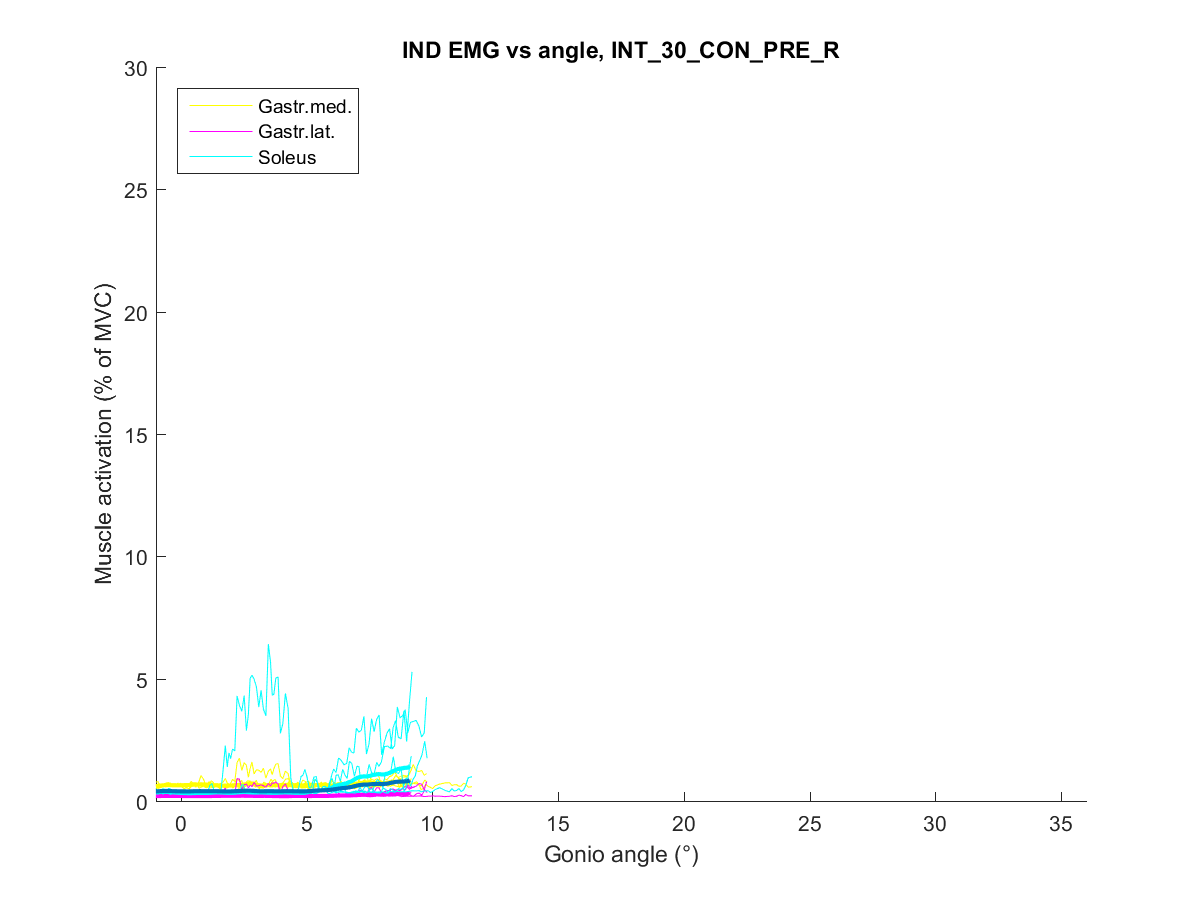 IND EMG vs angle, INT_30_CON_PRE_R
30
25
20
15
10
5
0
Muscle activation (% of MVC)
Gastr.med.
Gastr.lat.
Soleus
0 5 10 15 20 25 30 35
Gonio angle (°)